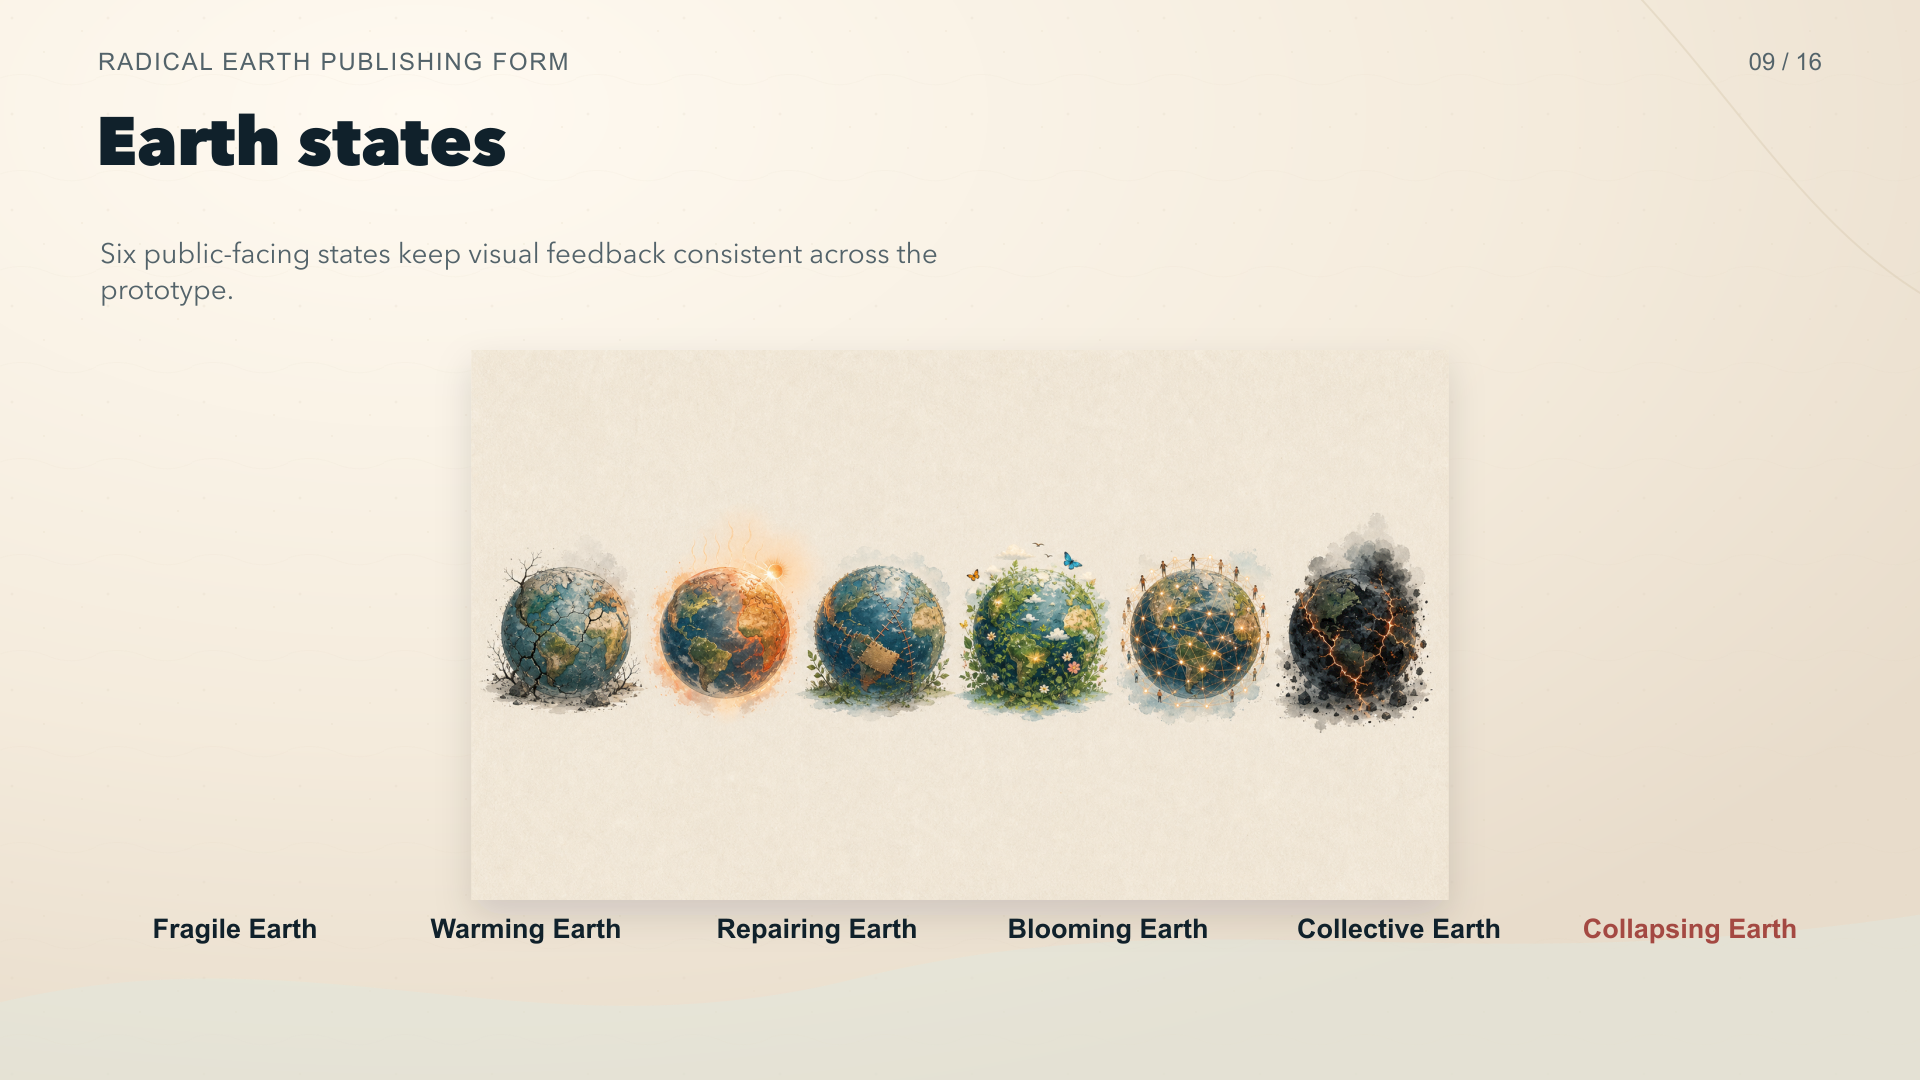 RADICAL EARTH PUBLISHING FORM
09 / 16
Earth states
Six public-facing states keep visual feedback consistent across the
prototype.
Fragile Earth
Warming Earth
Repairing Earth
Blooming Earth
Collective Earth
Collapsing Earth